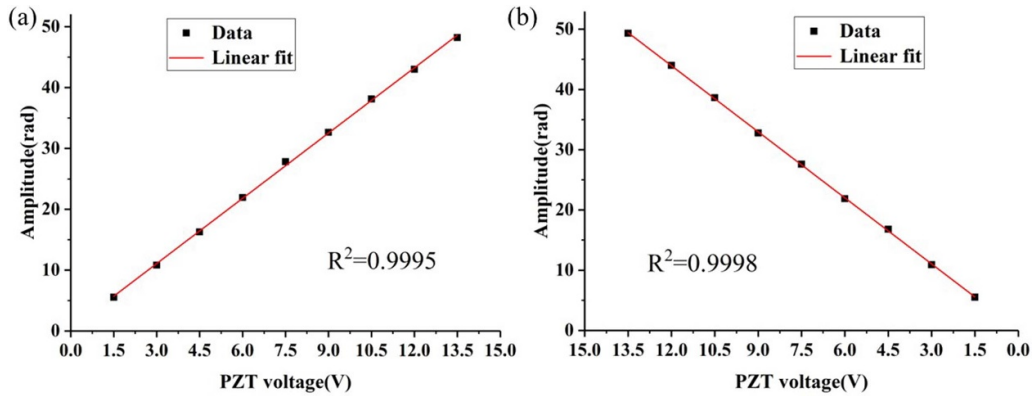 (a)
Data
Linear fit
Amplitude(rad)
50
40
30
20
10
0
R²=0.9995
0.0 1.5 3.0 4.5 6.0 7.5 9.0 10.5 12.0 13.5 15.0
PZT voltage(V)
(b)
Data
Linear fit
Amplitude(rad)
50
40
30
20
10
0
R²=0.9998
15.0 13.5 12.0 10.5 9.0 7.5 6.0 4.5 3.0 1.5 0.0
PZT voltage(V)